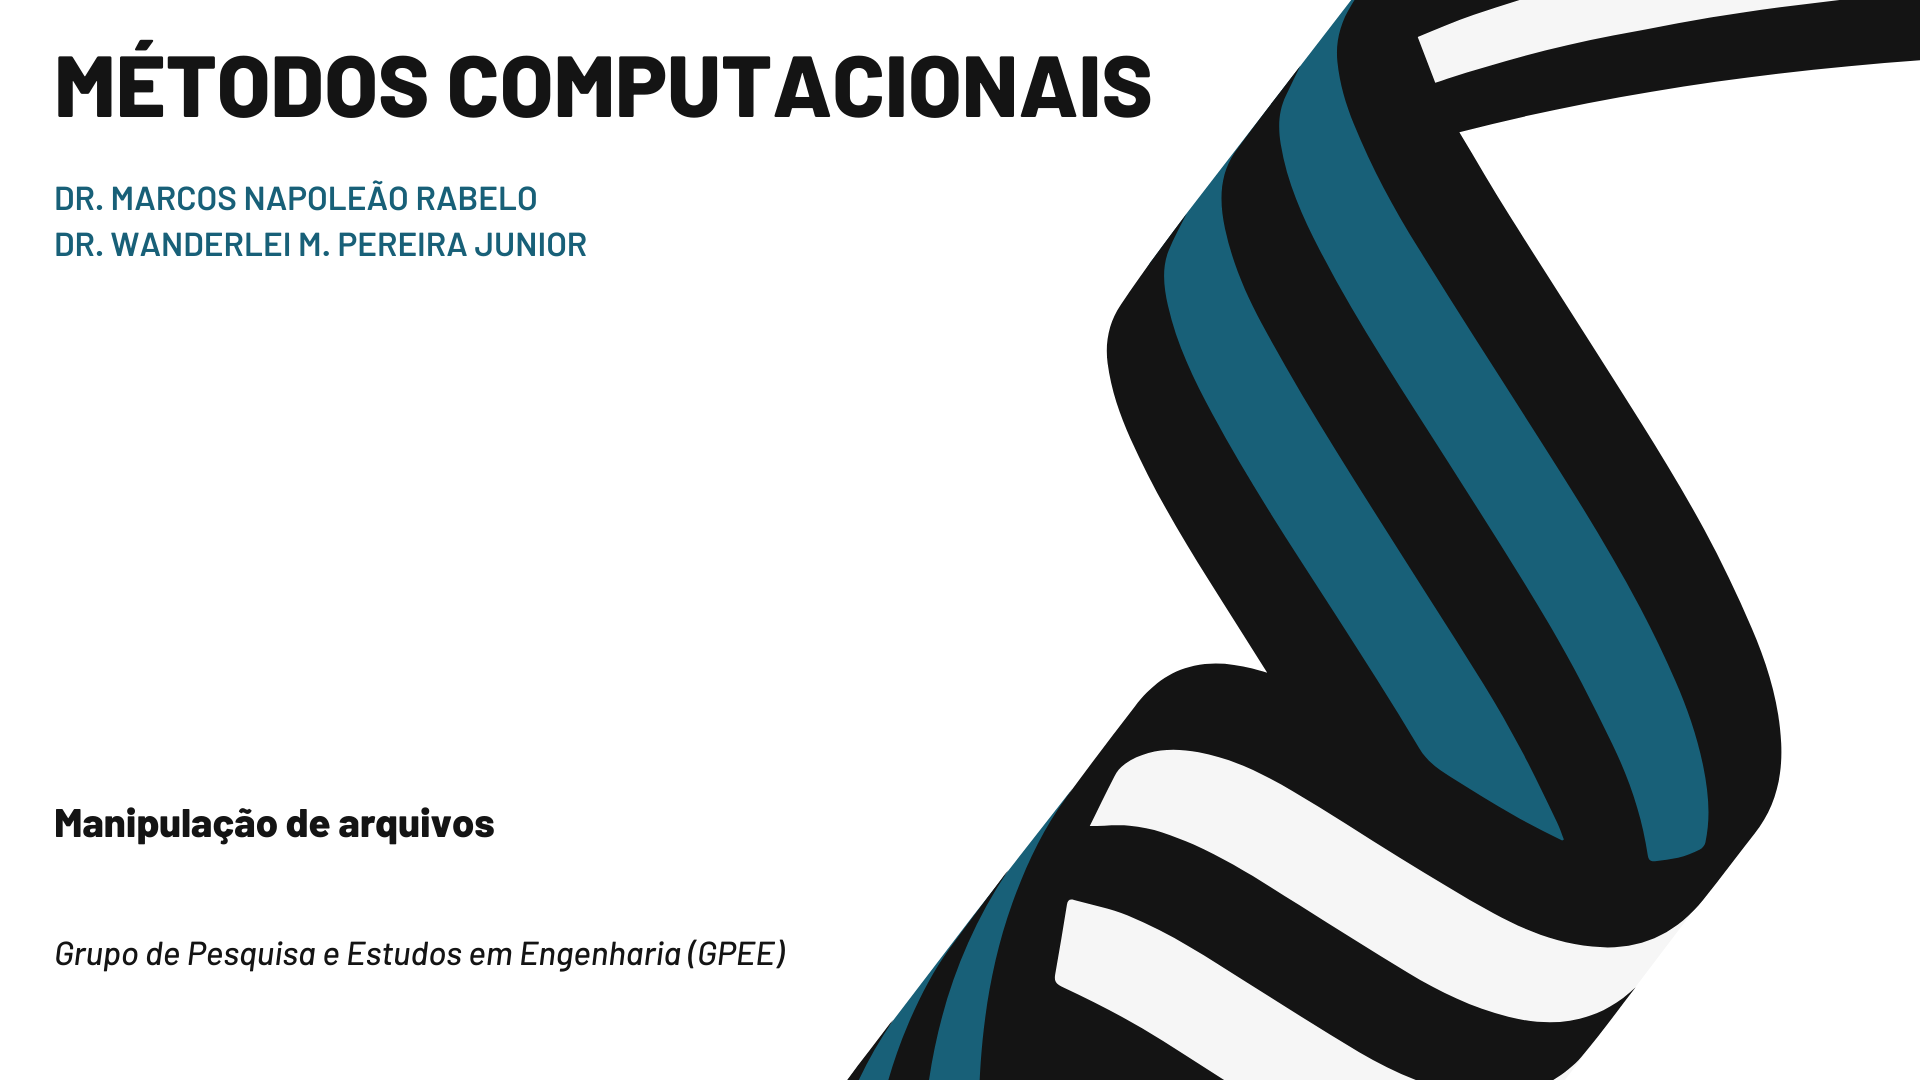 MÉTODOS COMPUTACIONAIS
DR. MARCOS NAPOLEÃO RABELO
DR. WANDERLEI M. PEREIRA JUNIOR
Manipulação de arquivos
Grupo de Pesquisa e Estudos em Engenharia (GPEE)